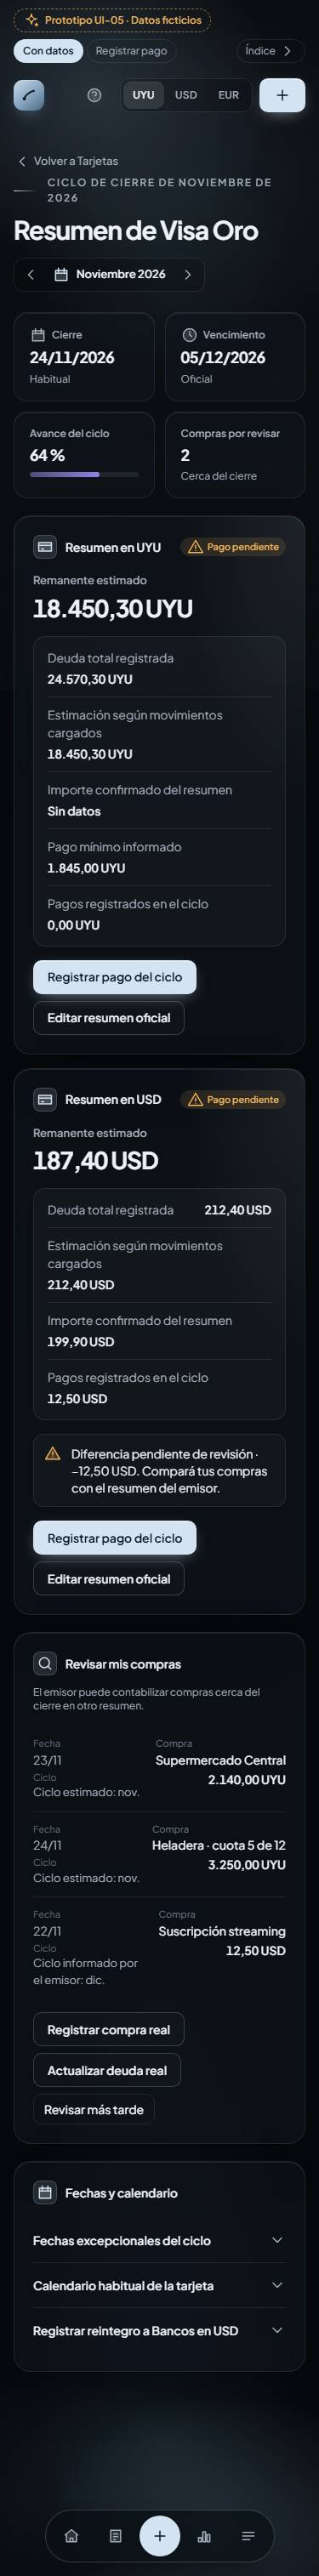 Prototipo UI-05 · Datos ficticios
Con datos
Registrar pago
Índice
UYU
USD
EUR
Volver a Tarjetas
CICLO DE CIERRE DE NOVIEMBRE DE
2026
Resumen de Visa Oro
Noviembre 2026
Cierre
24/11/2026
Habitual
Vencimiento
05/12/2026
Oficial
Avance del ciclo
64 %
Compras por revisar
2
Cerca del cierre
Resumen en UYU
Pago pendiente
Remanente estimado
18.450,30 UYU
Deuda total registrada
24.570,30 UYU
Estimación según movimientos
cargados
18.450,30 UYU
Importe confirmado del resumen
Sin datos
Pago mínimo informado
1.845,00 UYU
Pagos registrados en el ciclo
0,00 UYU
Registrar pago del ciclo
Editar resumen oficial
Resumen en USD
Pago pendiente
Remanente estimado
187,40 USD
Deuda total registrada
212,40 USD
Estimación según movimientos
cargados
212,40 USD
Importe confirmado del resumen
199,90 USD
Pagos registrados en el ciclo
12,50 USD
Diferencia pendiente de revisión ·
−12,50 USD. Compará tus compras
con el resumen del emisor.
Registrar pago del ciclo
Editar resumen oficial
Revisar mis compras
El emisor puede contabilizar compras cerca del
cierre en otro resumen.
Fecha
23/11
Ciclo
Ciclo estimado: nov.
Compra
Supermercado Central
2.140,00 UYU
Fecha
24/11
Ciclo
Ciclo estimado: nov.
Compra
Heladera · cuota 5 de 12
3.250,00 UYU
Fecha
22/11
Ciclo
Ciclo informado por
el emisor: dic.
Compra
Suscripción streaming
12,50 USD
Registrar compra real
Actualizar deuda real
Revisar más tarde
Fechas y calendario
Fechas excepcionales del ciclo
Calendario habitual de la tarjeta
Registrar reintegro a Bancos en USD